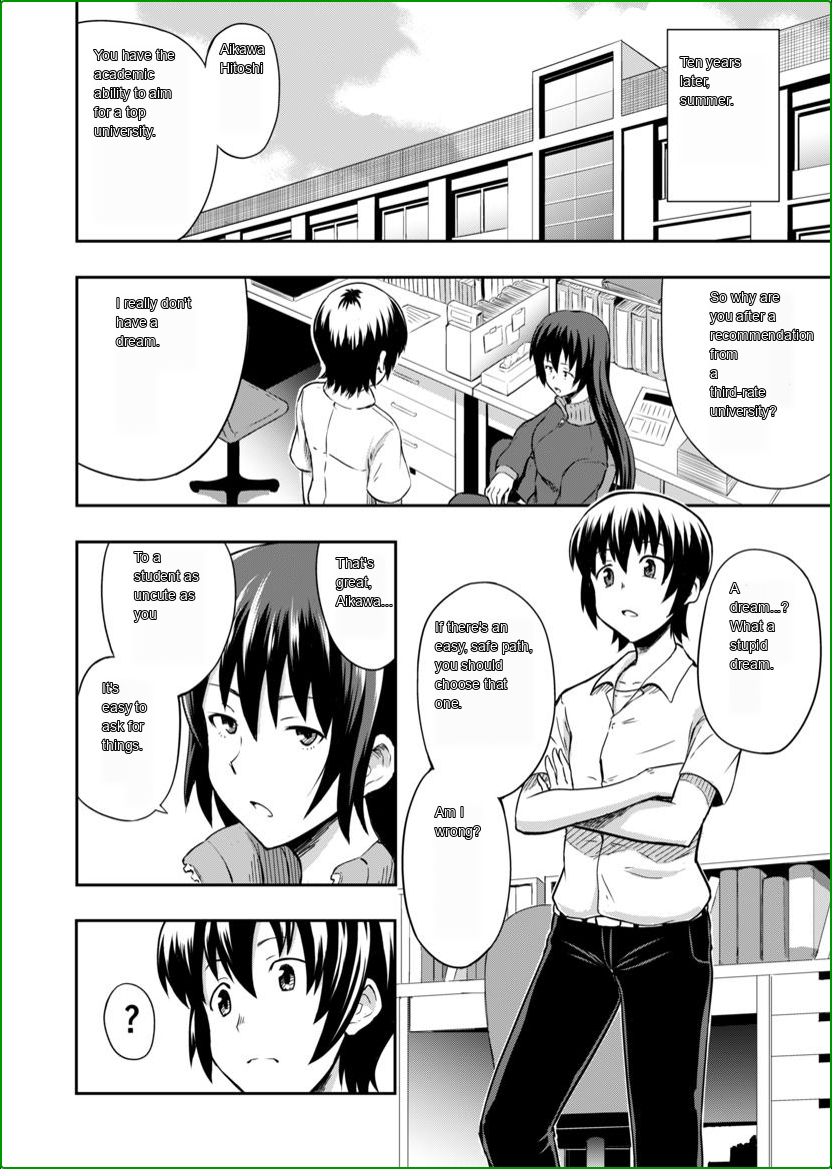 Ten years
later,
summer.
Aikawa
Hitoshi
You have the
academic
ability to aim
for a top
university.
So why are
you after a
recommendation
from
a
third-rate
university?
I really don't
have a
dream.
A
dream...?
What a
stupid
dream.
If there's an
easy, safe path,
you should
choose that
one.
Am I
wrong?
That's
great,
Aikawa...
To a
student as
uncute as
you
It's
easy to
ask for
things.
?